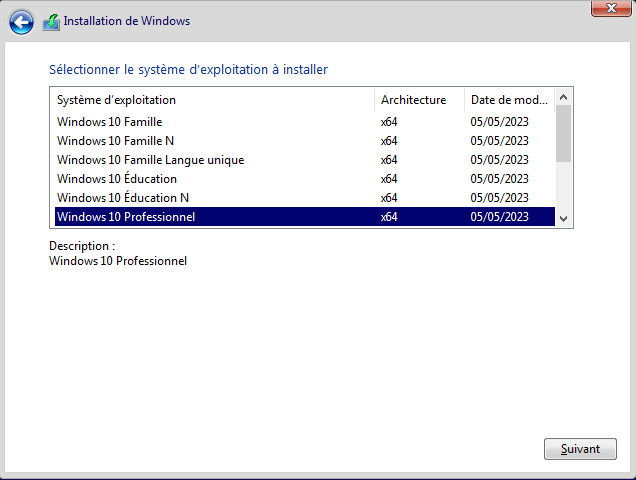 Installation de Windows
Sélectionner le système d'exploitation à installer
Système d'exploitation Architecture Date de mod...
Windows 10 Famille x64 05/05/2023
Windows 10 Famille N x64 05/05/2023
Windows 10 Famille Langue unique x64 05/05/2023
Windows 10 Éducation x64 05/05/2023
Windows 10 Éducation N x64 05/05/2023
Windows 10 Professionnel x64 05/05/2023
Description :
Windows 10 Professionnel
Suivant